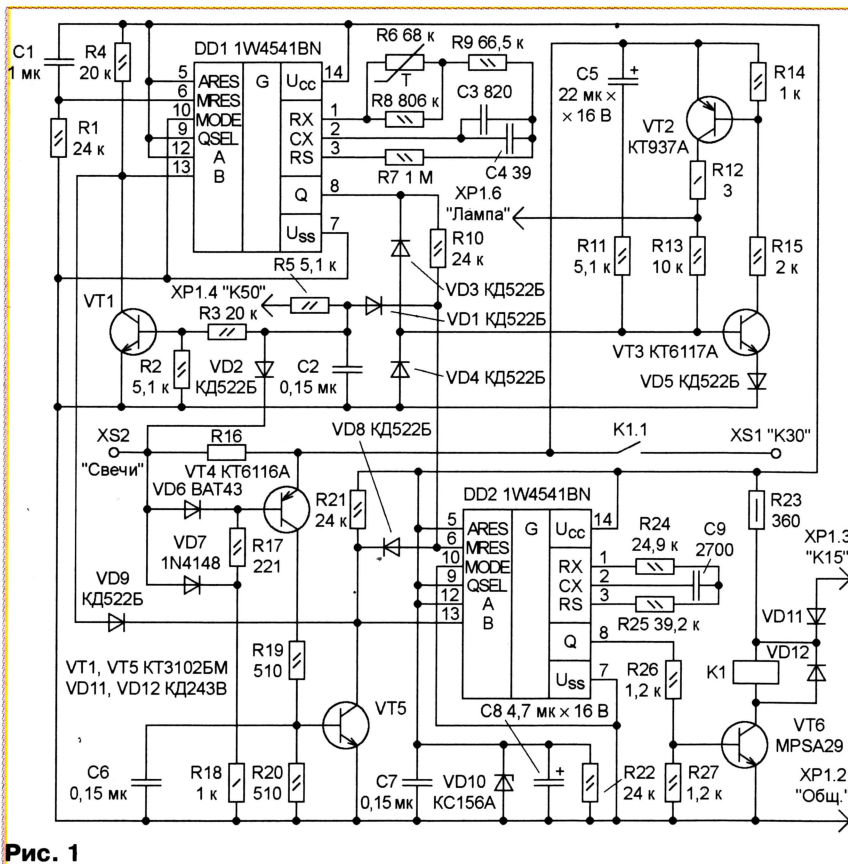 C1
1 мк
R4
20 к
DD1 1W4541BN
5
6
10
9
12
13
ARES
MRES
MODE
QSEL
A
B
G
Ucc
14
RX
1
CX
2
RS
3
Q
8
Uss
7
R6 68 к
T
R9 66,5 к
R8 806 к
C3 820
C4 39
R7 1 М
R1
24 к
C5
22 мк ×
× 16 В
+
VT2
КТ937А
R14
1 к
R12
3
XP1.6
"Лампа"
R10
24 к
R11
5,1 к
R13
10 к
R15
2 к
R5 5,1 к
XP1.4 "K50"
VD3 КД522Б
VD1 КД522Б
VT1
R3 20 к
R2
5,1 к
VD2
КД522Б
C2
0,15 мк
VD4 КД522Б
VT3 КТ6117А
VD5 КД522Б
XS2
"Свечи"
R16
VD8 КД522Б
K1.1
XS1 "K30"
VT4 КТ6116А
VD6 BAT43
R21
24 к
DD2 1W4541BN
5
6
10
9
12
13
ARES
MRES
MODE
QSEL
A
B
G
Ucc
14
RX
1
CX
2
RS
3
Q
8
Uss
7
R24
24,9 к
C9
2700
R25 39,2 к
R23
360
XP1.3
"K15"
VD7
1N4148
R17
221
VD9
КД522Б
VD11
VD12
K1
R19
510
R26
1,2 к
VT1, VT5 КТ3102БМ
VD11, VD12 КД243В
VT5
C8 4,7 мк × 16 В
VT6
MPSA29
C6
0,15 мк
R18
1 к
R20
510
C7
0,15 мк
VD10
КС156А
+
R22
24 к
R27
1,2 к
XP1.2
"Общ."
Рис. 1